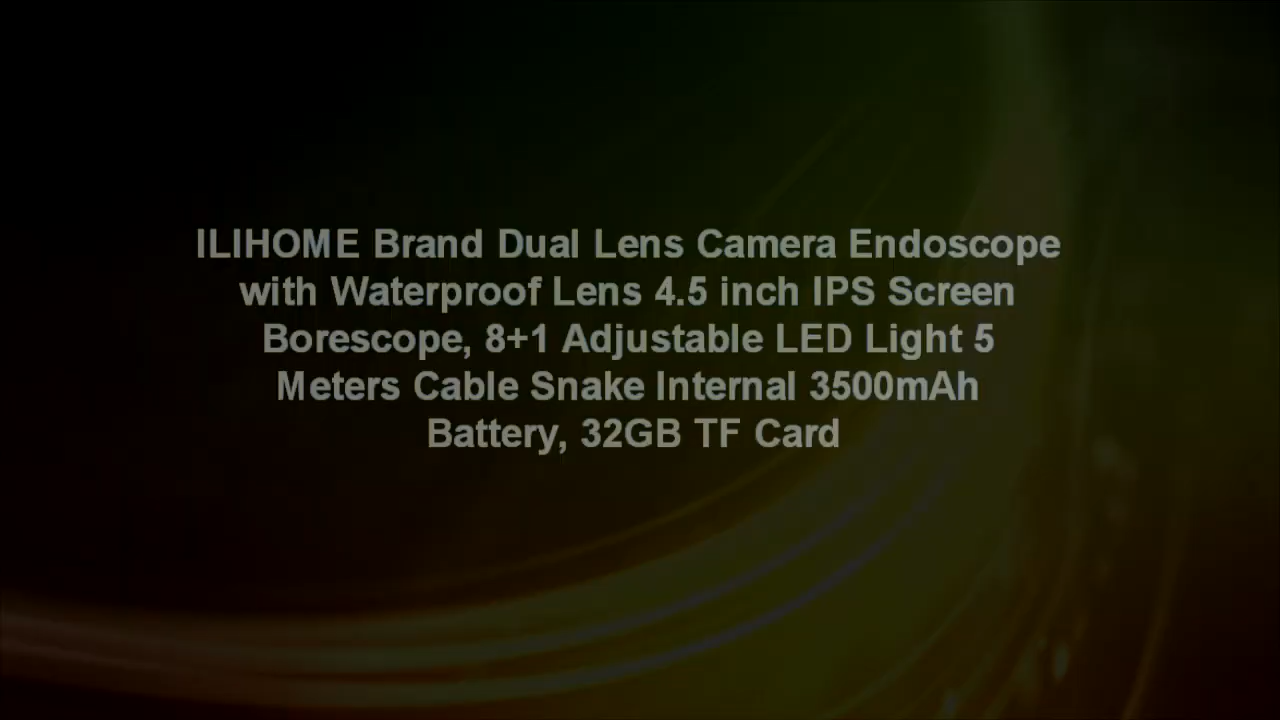 ILIHOME Brand Dual Lens Camera Endoscope
with Waterproof Lens 4.5 inch IPS Screen
Borescope, 8+1 Adjustable LED Light 5
Meters Cable Snake Internal 3500mAh
Battery, 32GB TF Card